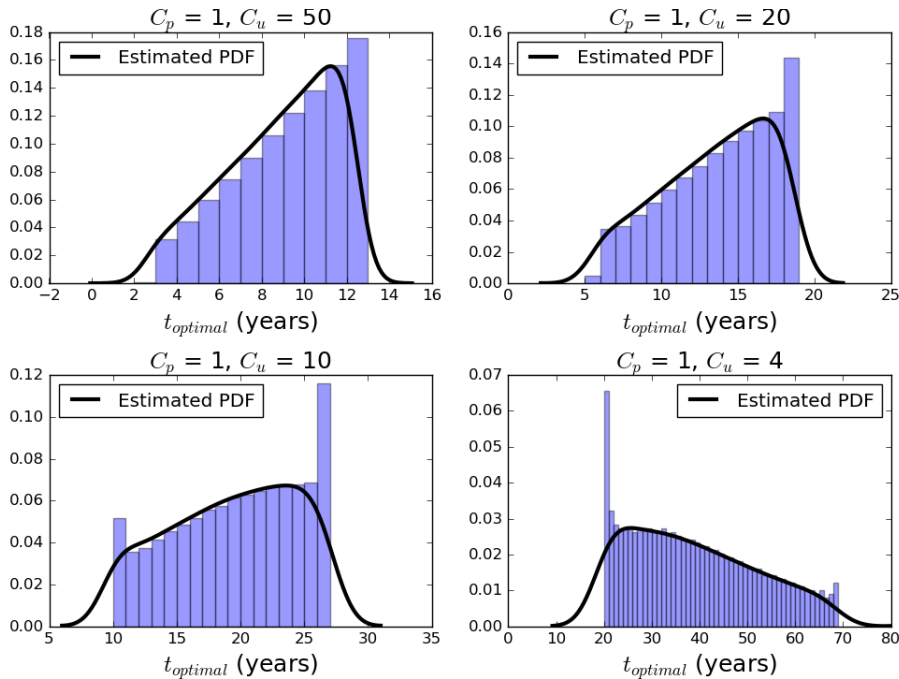 C_p = 1, C_u = 50
0.18
0.16
0.14
0.12
0.10
0.08
0.06
0.04
0.02
0.00
Estimated PDF
−2 0 2 4 6 8 10 12 14 16
t_optimal (years)
C_p = 1, C_u = 20
0.16
0.14
0.12
0.10
0.08
0.06
0.04
0.02
0.00
Estimated PDF
0 5 10 15 20 25
t_optimal (years)
C_p = 1, C_u = 10
0.12
0.10
0.08
0.06
0.04
0.02
0.00
Estimated PDF
5 10 15 20 25 30 35
t_optimal (years)
C_p = 1, C_u = 4
0.07
0.06
0.05
0.04
0.03
0.02
0.01
0.00
Estimated PDF
0 10 20 30 40 50 60 70 80
t_optimal (years)